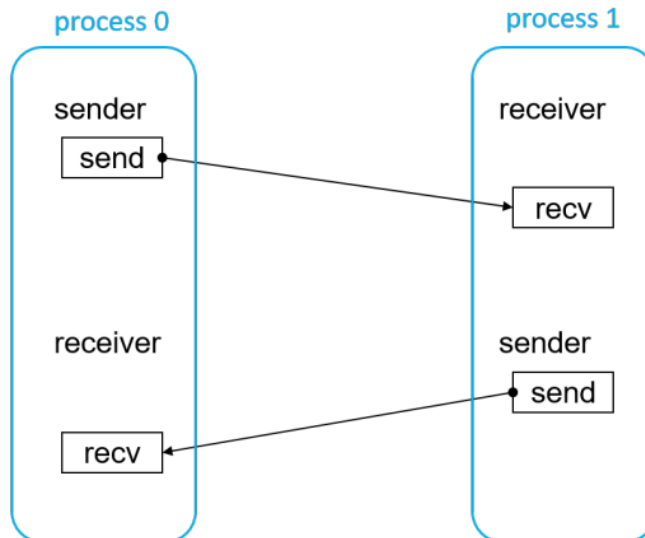 process 0
process 1
sender
receiver
send
recv
receiver
sender
send
recv